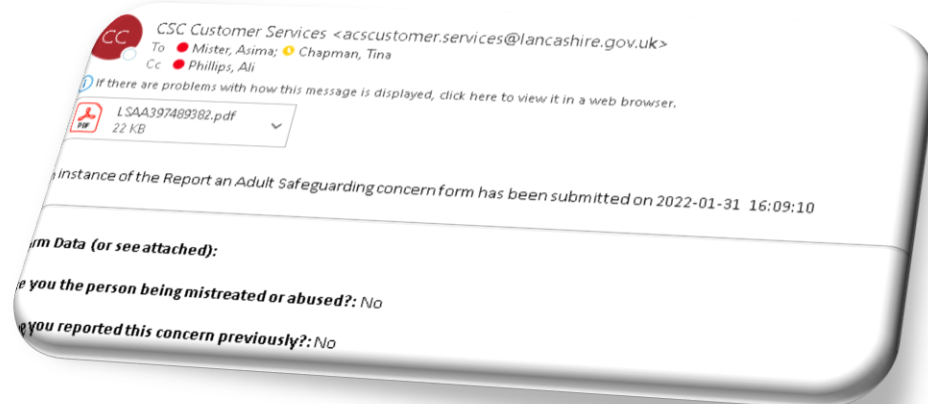 CC
CSC Customer Services <acscustomer.services@lancashire.gov.uk>
To Mister, Asima; Chapman, Tina
Cc Phillips, Ali
If there are problems with how this message is displayed, click here to view it in a web browser.
PDF
LSAA397489382.pdf
22 KB
instance of the Report an Adult Safeguarding concern form has been submitted on 2022-01-31 16:09:10
rm Data (or see attached):
e you the person being mistreated or abused?: No
e you reported this concern previously?: No